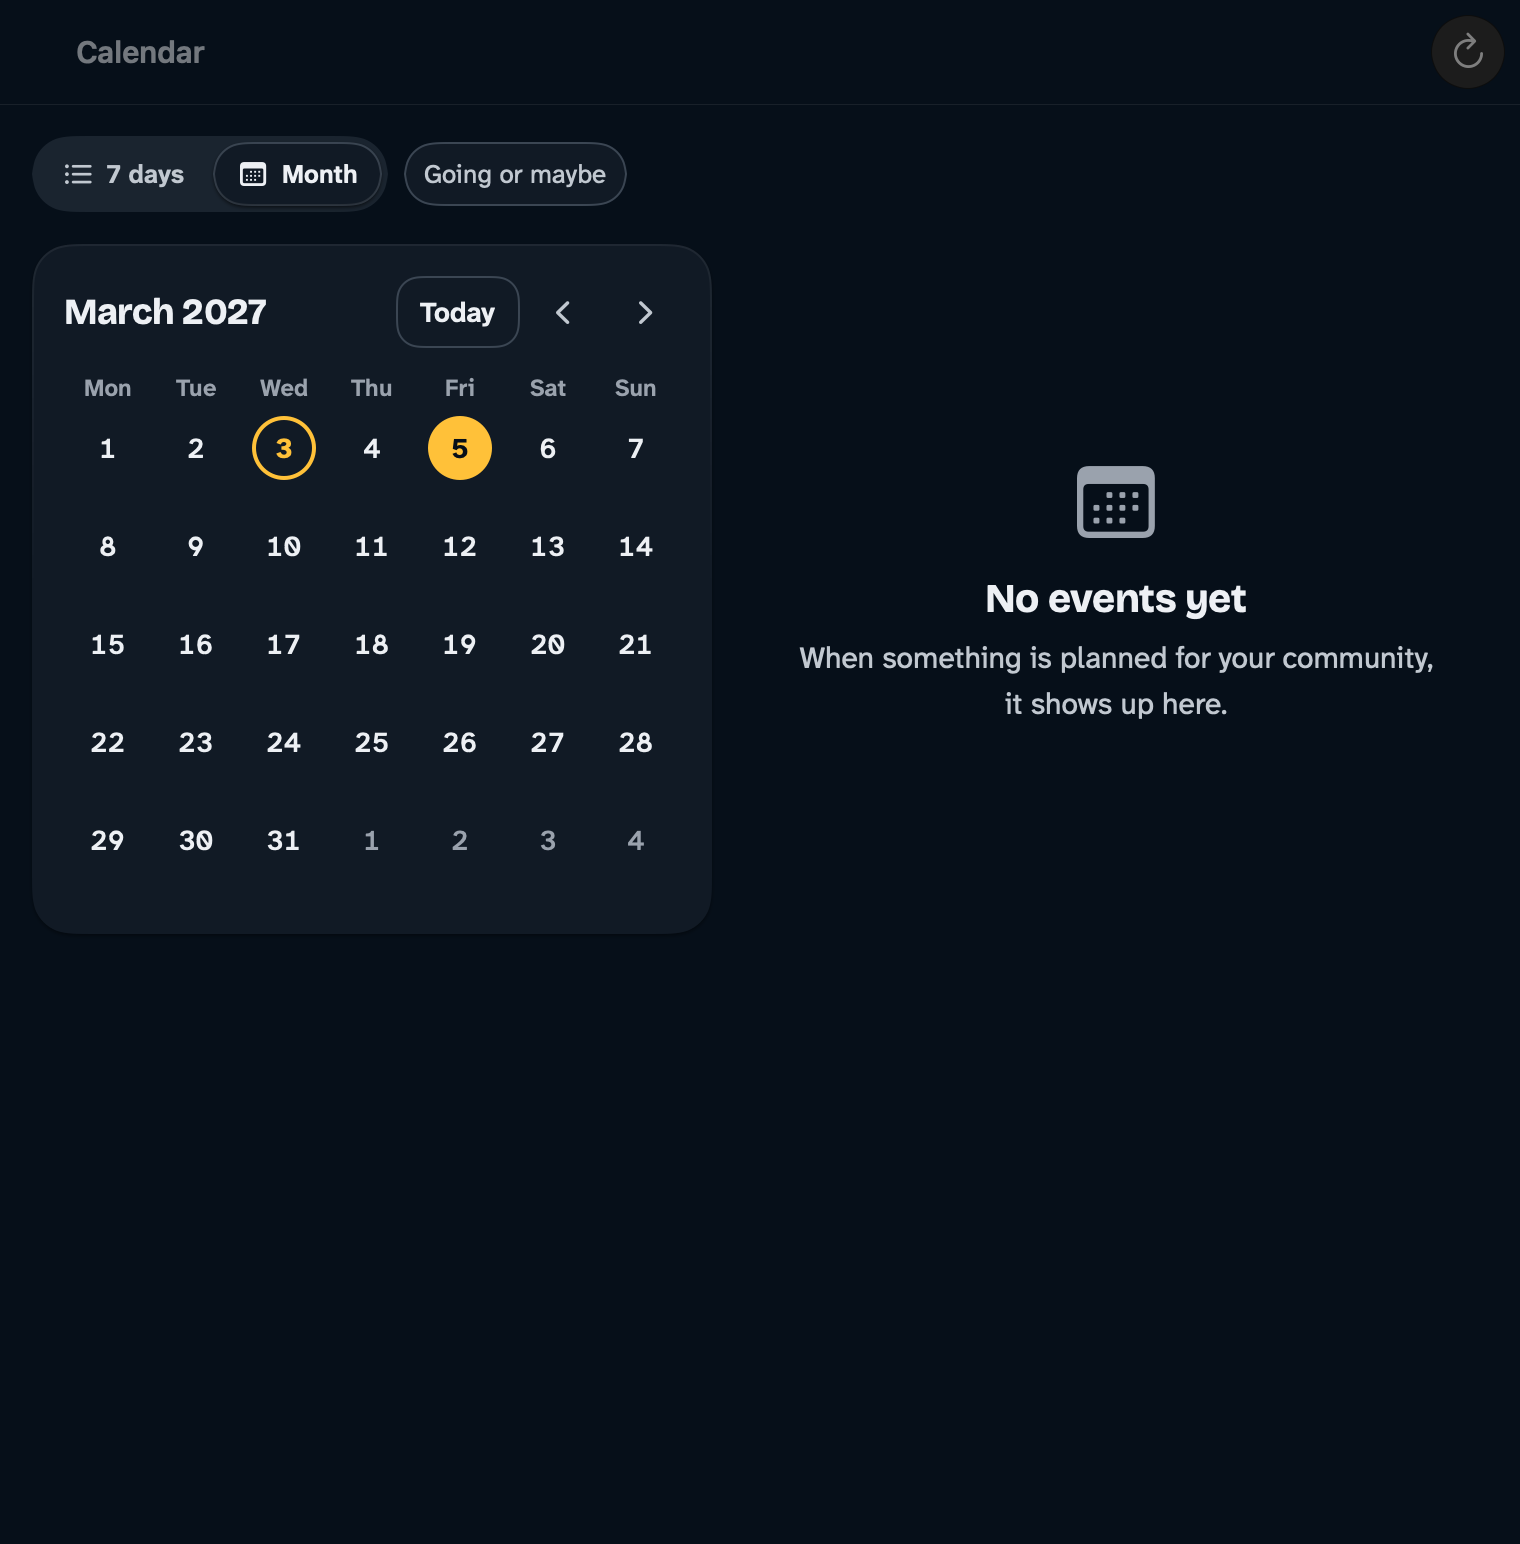 Calendar
7 days
Month
Going or maybe
March 2027
Today
Mon Tue Wed Thu Fri Sat Sun
1 2 3 4 5 6 7
8 9 10 11 12 13 14
15 16 17 18 19 20 21
22 23 24 25 26 27 28
29 30 31 1 2 3 4
No events yet
When something is planned for your community,
it shows up here.